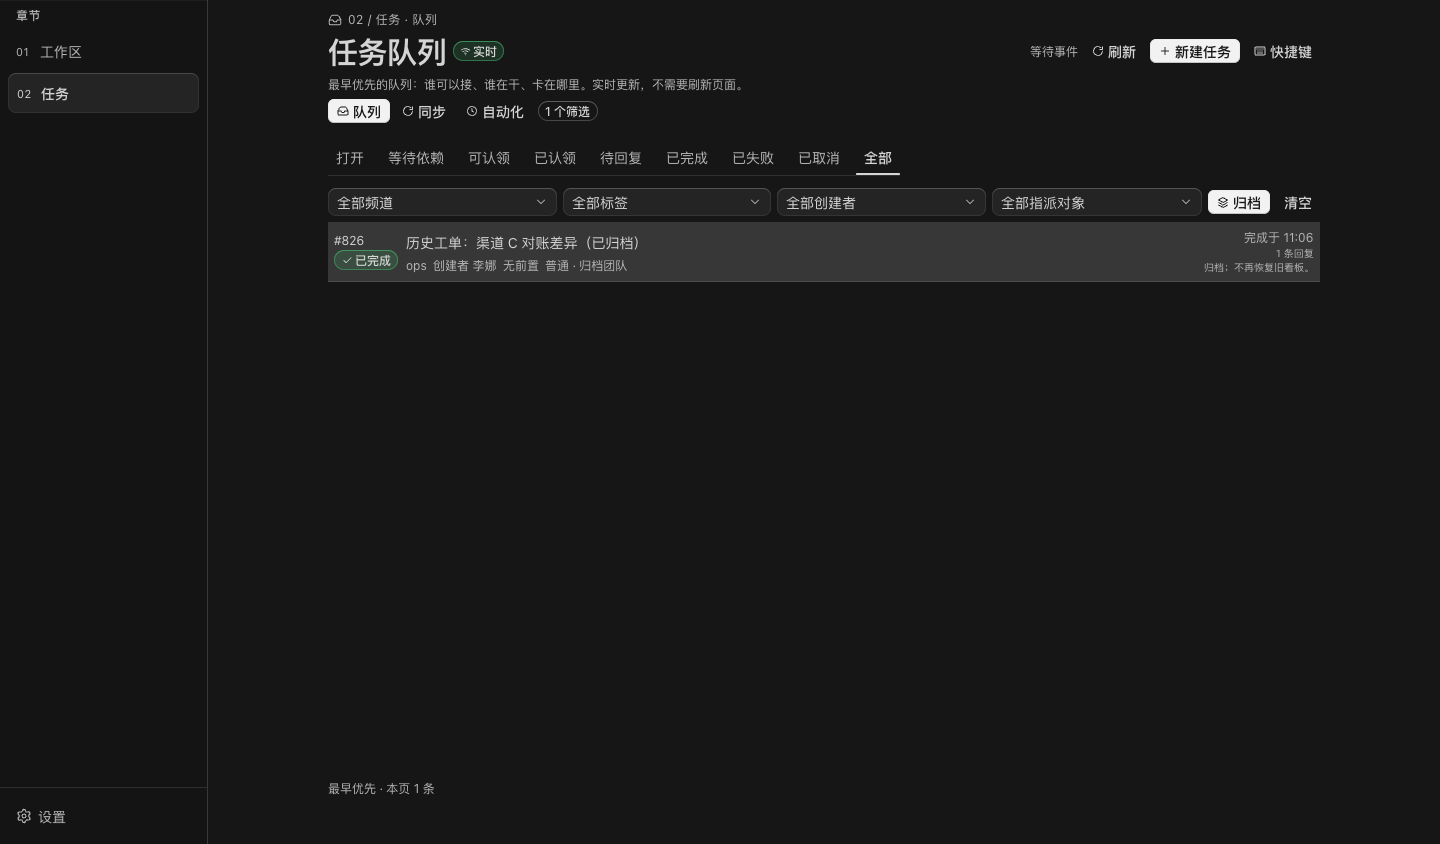 章节
01 工作区
02 任务
设置
02 / 任务 · 队列
任务队列 实时
等待事件 刷新 新建任务 快捷键
最早优先的队列：谁可以接、谁在干、卡在哪里。实时更新，不需要刷新页面。
队列 同步 自动化 1 个筛选
打开 等待依赖 可认领 已认领 待回复 已完成 已失败 已取消 全部
全部频道 全部标签 全部创建者 全部指派对象 归档 清空
#826 历史工单：渠道 C 对账差异（已归档） 完成于 11:06
已完成 ops 创建者 李娜 无前置 普通 · 归档团队 1 条回复
归档：不再恢复旧看板。
最早优先 · 本页 1 条